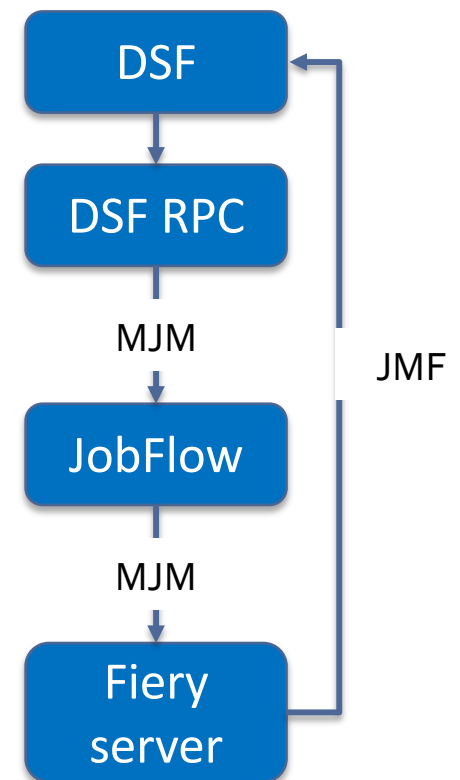 DSF
DSF RPC
MJM
JMF
JobFlow
MJM
Fiery
server